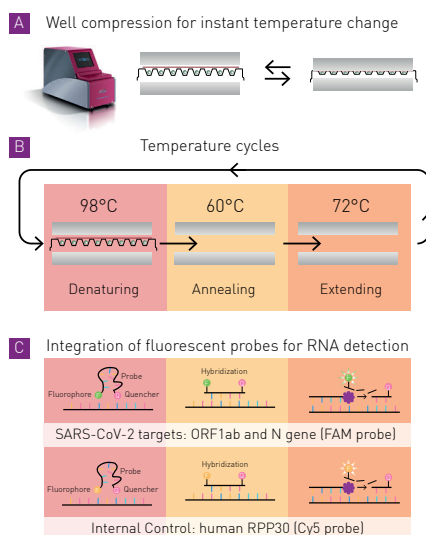 A Well compression for instant temperature change
B Temperature cycles
98°C 60°C 72°C
Denaturing Annealing Extending
C Integration of fluorescent probes for RNA detection
Probe
Fluorophore F Q Quencher
Hybridization
F Q
F Q
SARS-CoV-2 targets: ORF1ab and N gene (FAM probe)
Probe
Fluorophore Quencher
Hybridization
Internal Control: human RPP30 (Cy5 probe)